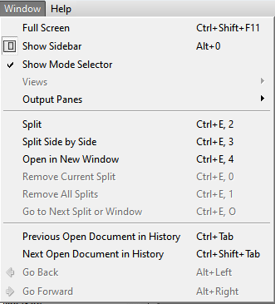 Window Help
Full Screen Ctrl+Shift+F11
Show Sidebar Alt+0
Show Mode Selector
Views
Output Panes
Split Ctrl+E, 2
Split Side by Side Ctrl+E, 3
Open in New Window Ctrl+E, 4
Remove Current Split Ctrl+E, 0
Remove All Splits Ctrl+E, 1
Go to Next Split or Window Ctrl+E, O
Previous Open Document in History Ctrl+Tab
Next Open Document in History Ctrl+Shift+Tab
Go Back Alt+Left
Go Forward Alt+Right